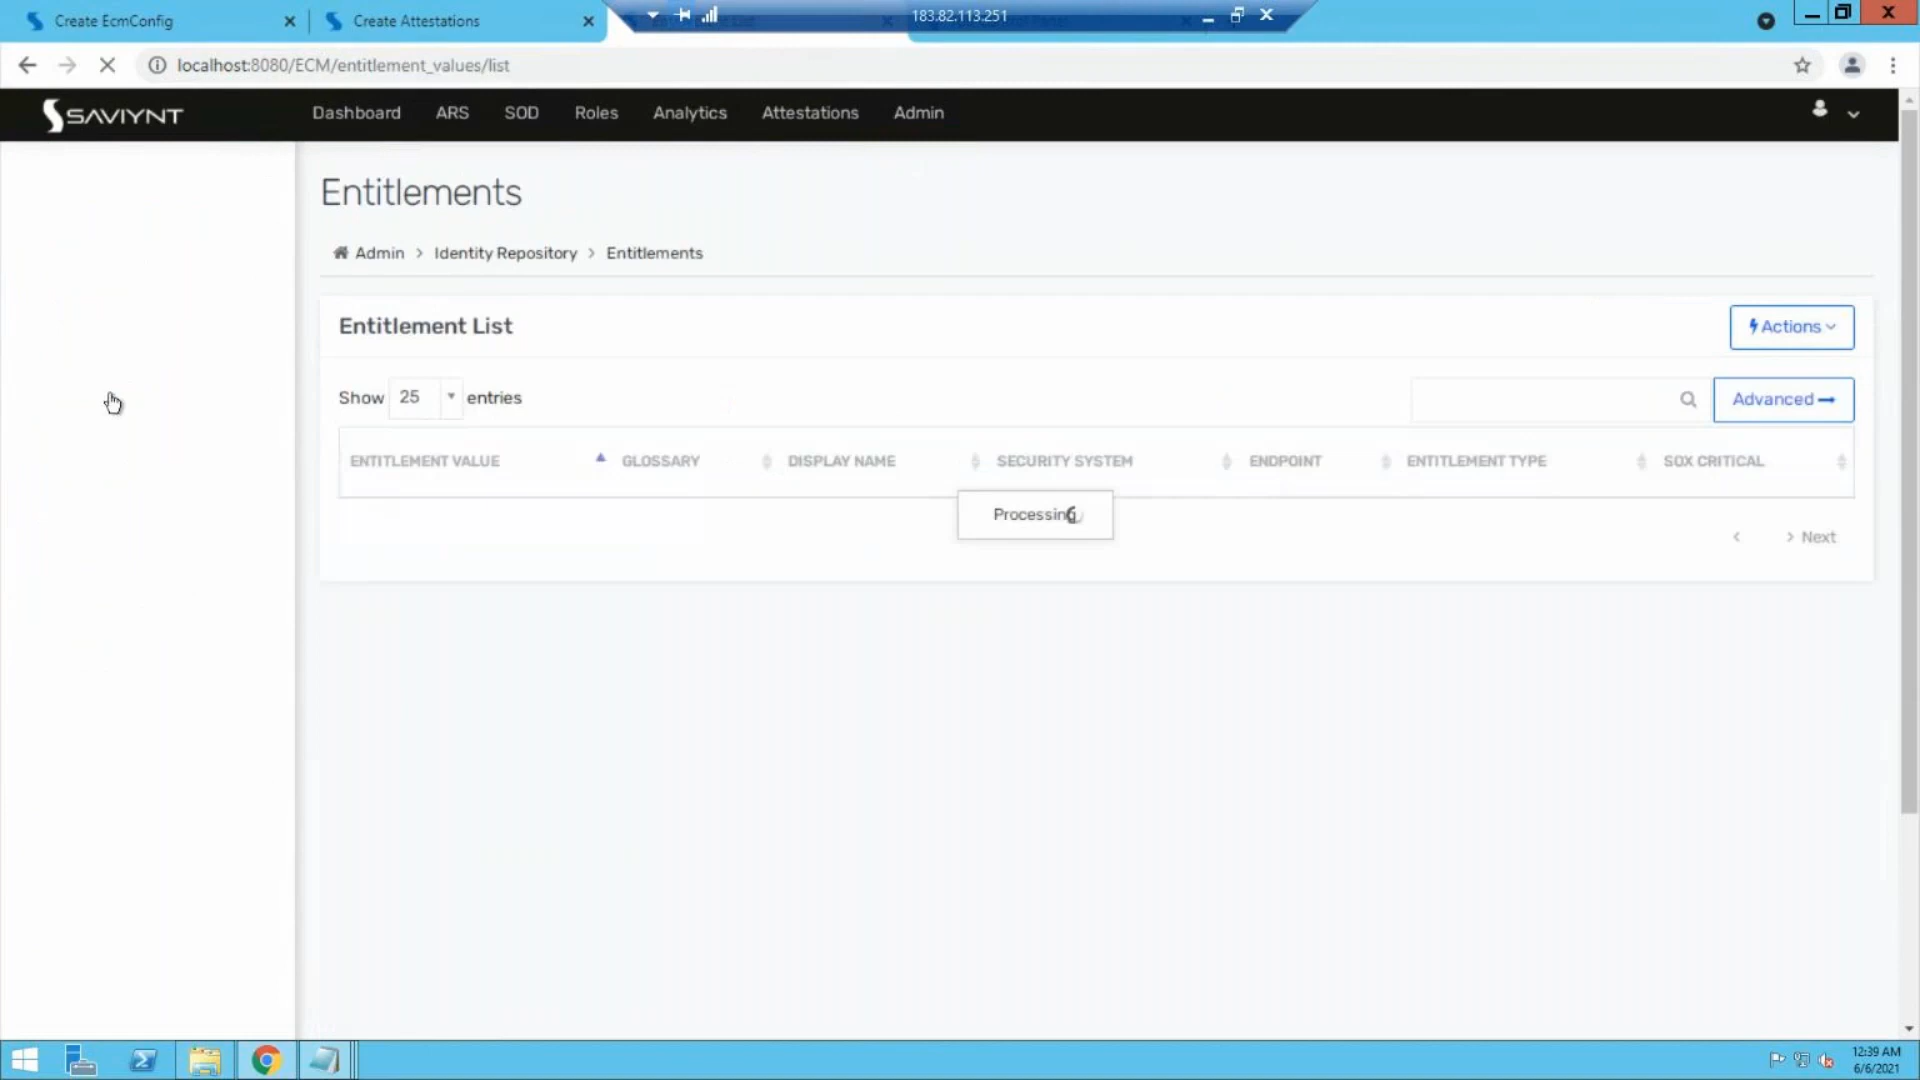 Create EcmConfig
Create Attestations
183.82.113.251
localhost:8080/ECM/entitlement_values/list
SAVIYNT
Dashboard
ARS
SOD
Roles
Analytics
Attestations
Admin
Entitlements
Admin > Identity Repository > Entitlements
Entitlement List
Actions
Show 25 entries
Advanced
ENTITLEMENT VALUE
GLOSSARY
DISPLAY NAME
SECURITY SYSTEM
ENDPOINT
ENTITLEMENT TYPE
SOX CRITICAL
Processing
< > Next
12:39 AM
6/6/2021